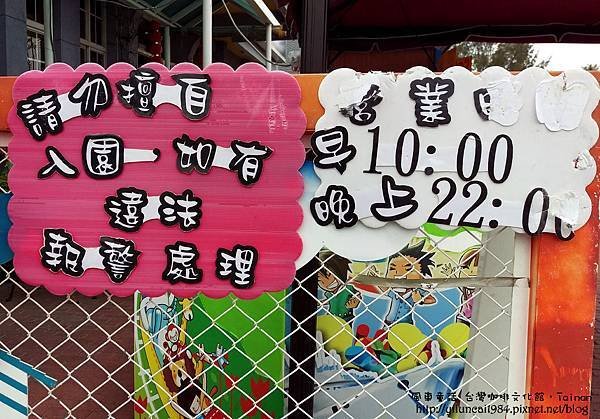 請勿擅自
入園，如有
違法
報警處理
營業時間
早10:00
晚上22:00
風車童話/台灣咖啡文化館，Tainan
http://yiluneat1984.pixnet.net/blog